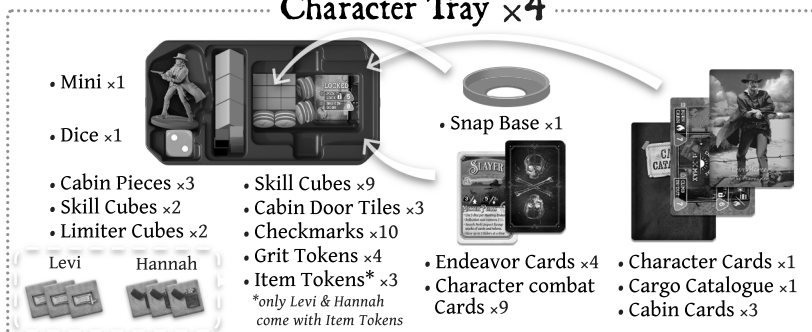 Character Tray ×4
• Mini ×1
• Dice ×1
• Cabin Pieces ×3
• Skill Cubes ×2
• Limiter Cubes ×2
Levi
Hannah
LOCKED
• Skill Cubes ×9
• Cabin Door Tiles ×3
• Checkmarks ×10
• Grit Tokens ×4
• Item Tokens* ×3
*only Levi & Hannah
come with Item Tokens
• Snap Base ×1
SLAYER
• Endeavor Cards ×4
• Character combat
Cards ×9
• Character Cards ×1
• Cargo Catalogue ×1
• Cabin Cards ×3